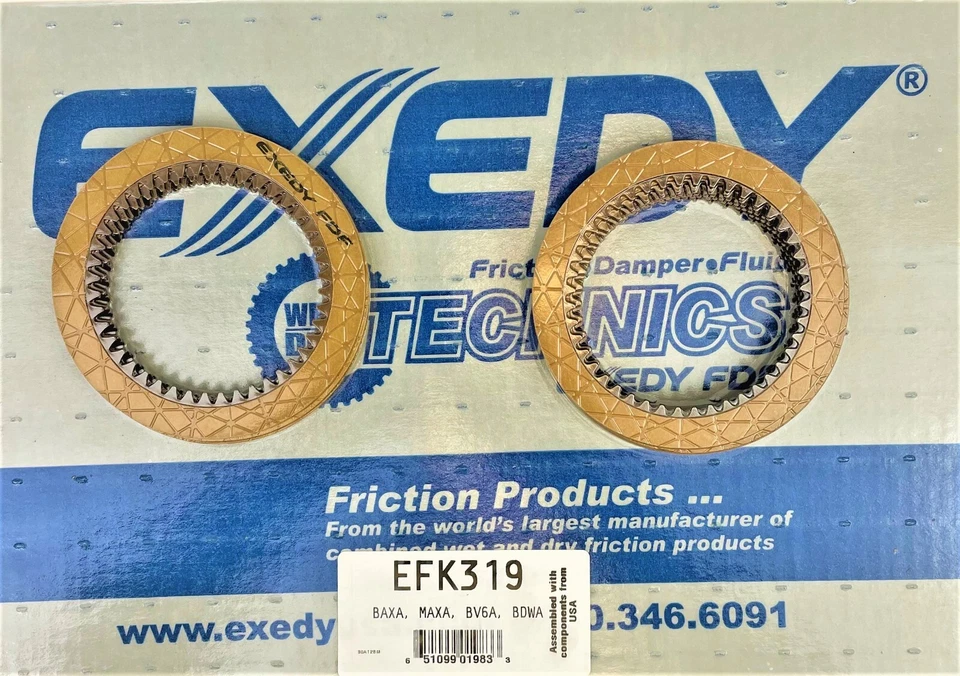 EXEDY®
EXEDY FDF
Friction Damper•Fluid
TECHNICS
EXEDY FDF
Friction Products ...
From the world's largest manufacturer of
combined wet and dry friction products
EFK319
BAXA, MAXA, BV6A, BDWA
Assembled with
components from
USA
6 51099 01983 3
www.exedy
0.346.6091